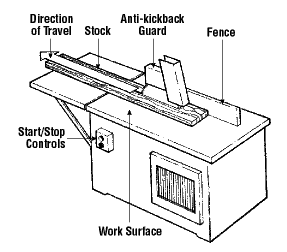 Direction
of Travel
Stock
Anti-kickback
Guard
Fence
Start/Stop
Controls
Work Surface